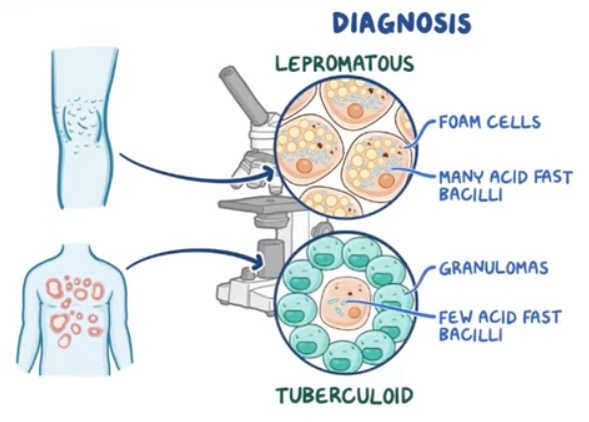 DIAGNOSIS
LEPROMATOUS
FOAM CELLS
MANY ACID FAST
BACILLI
GRANULOMAS
FEW ACID FAST
BACILLI
TUBERCULOID